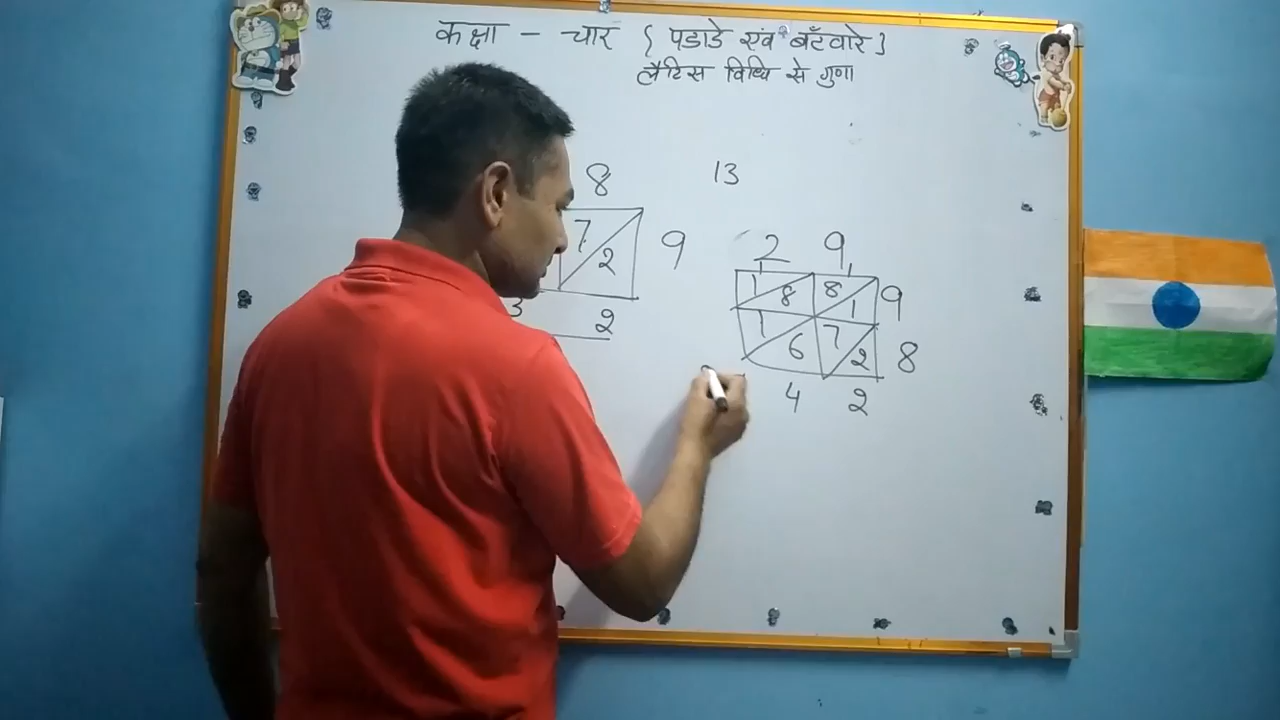 कक्षा - चार { पहाडे एवं बँटवारे }
लैटिस विधि से गुणा
8
13
7 2
9
3 2
2 9
1 8 8 1 9
1 6 7 2 8
4 2